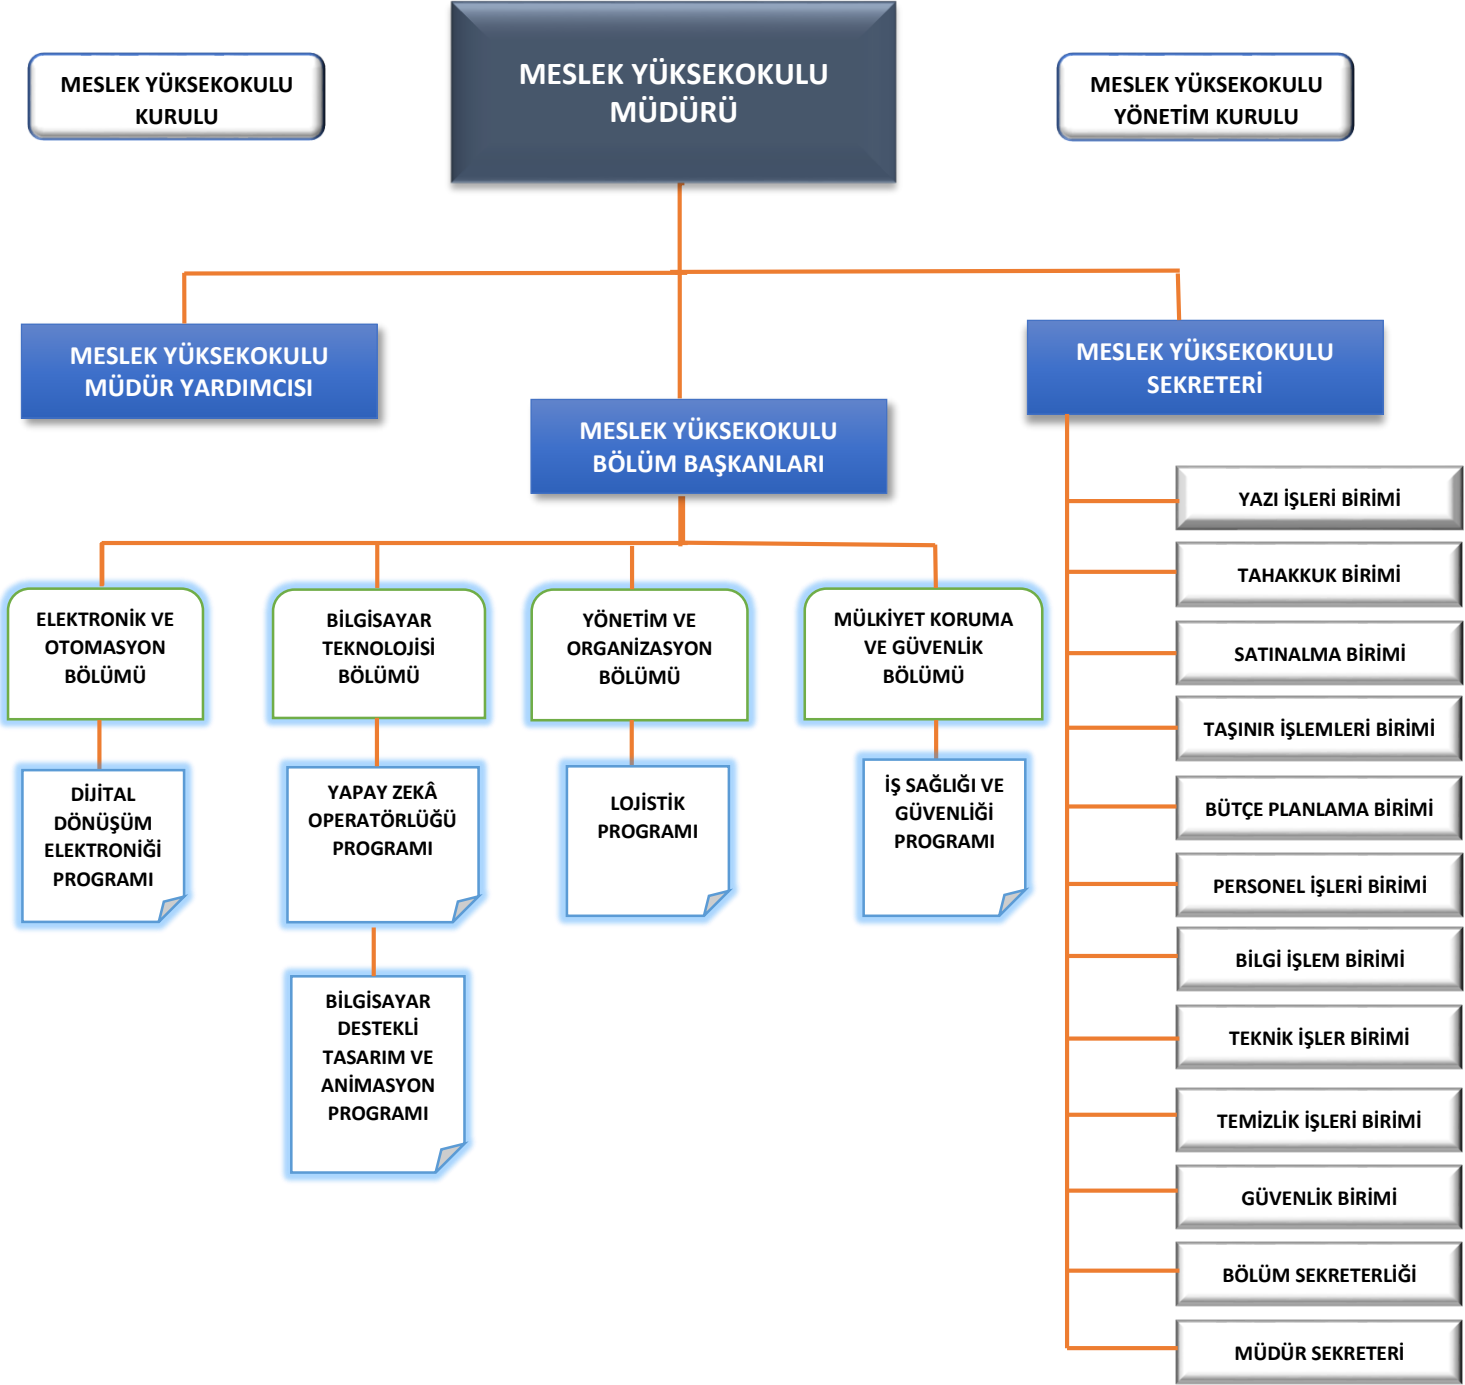 MESLEK YÜKSEKOKULU
KURULU
MESLEK YÜKSEKOKULU
MÜDÜRÜ
MESLEK YÜKSEKOKULU
YÖNETİM KURULU
MESLEK YÜKSEKOKULU
MÜDÜR YARDIMCISI
MESLEK YÜKSEKOKULU
BÖLÜM BAŞKANLARI
MESLEK YÜKSEKOKULU
SEKRETERİ
ELEKTRONİK VE
OTOMASYON
BÖLÜMÜ
BİLGİSAYAR
TEKNOLOJİSİ
BÖLÜMÜ
YÖNETİM VE
ORGANİZASYON
BÖLÜMÜ
MÜLKİYET KORUMA
VE GÜVENLİK
BÖLÜMÜ
DİJİTAL
DÖNÜŞÜM
ELEKTRONİĞİ
PROGRAMI
YAPAY ZEKÂ
OPERATÖRLÜĞÜ
PROGRAMI
LOJİSTİK
PROGRAMI
İŞ SAĞLIĞI VE
GÜVENLİĞİ
PROGRAMI
BİLGİSAYAR
DESTEKLİ
TASARIM VE
ANİMASYON
PROGRAMI
YAZI İŞLERİ BİRİMİ
TAHAKKUK BİRİMİ
SATINALMA BİRİMİ
TAŞINIR İŞLEMLERİ BİRİMİ
BÜTÇE PLANLAMA BİRİMİ
PERSONEL İŞLERİ BİRİMİ
BİLGİ İŞLEM BİRİMİ
TEKNİK İŞLER BİRİMİ
TEMİZLİK İŞLERİ BİRİMİ
GÜVENLİK BİRİMİ
BÖLÜM SEKRETERLİĞİ
MÜDÜR SEKRETERİ